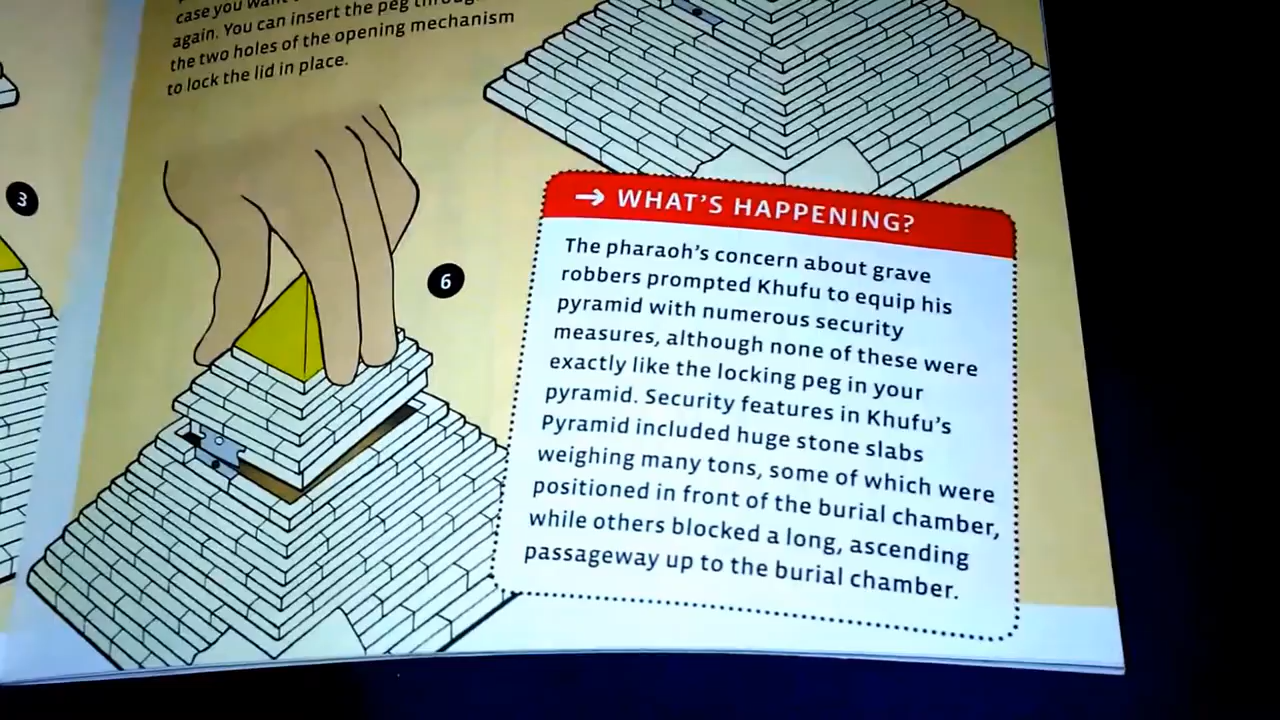 case you want
again. You can insert the peg through
the two holes of the opening mechanism
to lock the lid in place.
3
6
→ WHAT'S HAPPENING?
The pharaoh's concern about grave
robbers prompted Khufu to equip his
pyramid with numerous security
measures, although none of these were
exactly like the locking peg in your
pyramid. Security features in Khufu's
Pyramid included huge stone slabs
weighing many tons, some of which were
positioned in front of the burial chamber,
while others blocked a long, ascending
passageway up to the burial chamber.